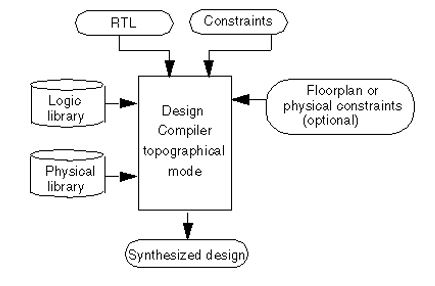 RTL
Constraints
Logic
library
Design
Compiler
topographical
mode
Floorplan or
physical constraints
(optional)
Physical
library
Synthesized design